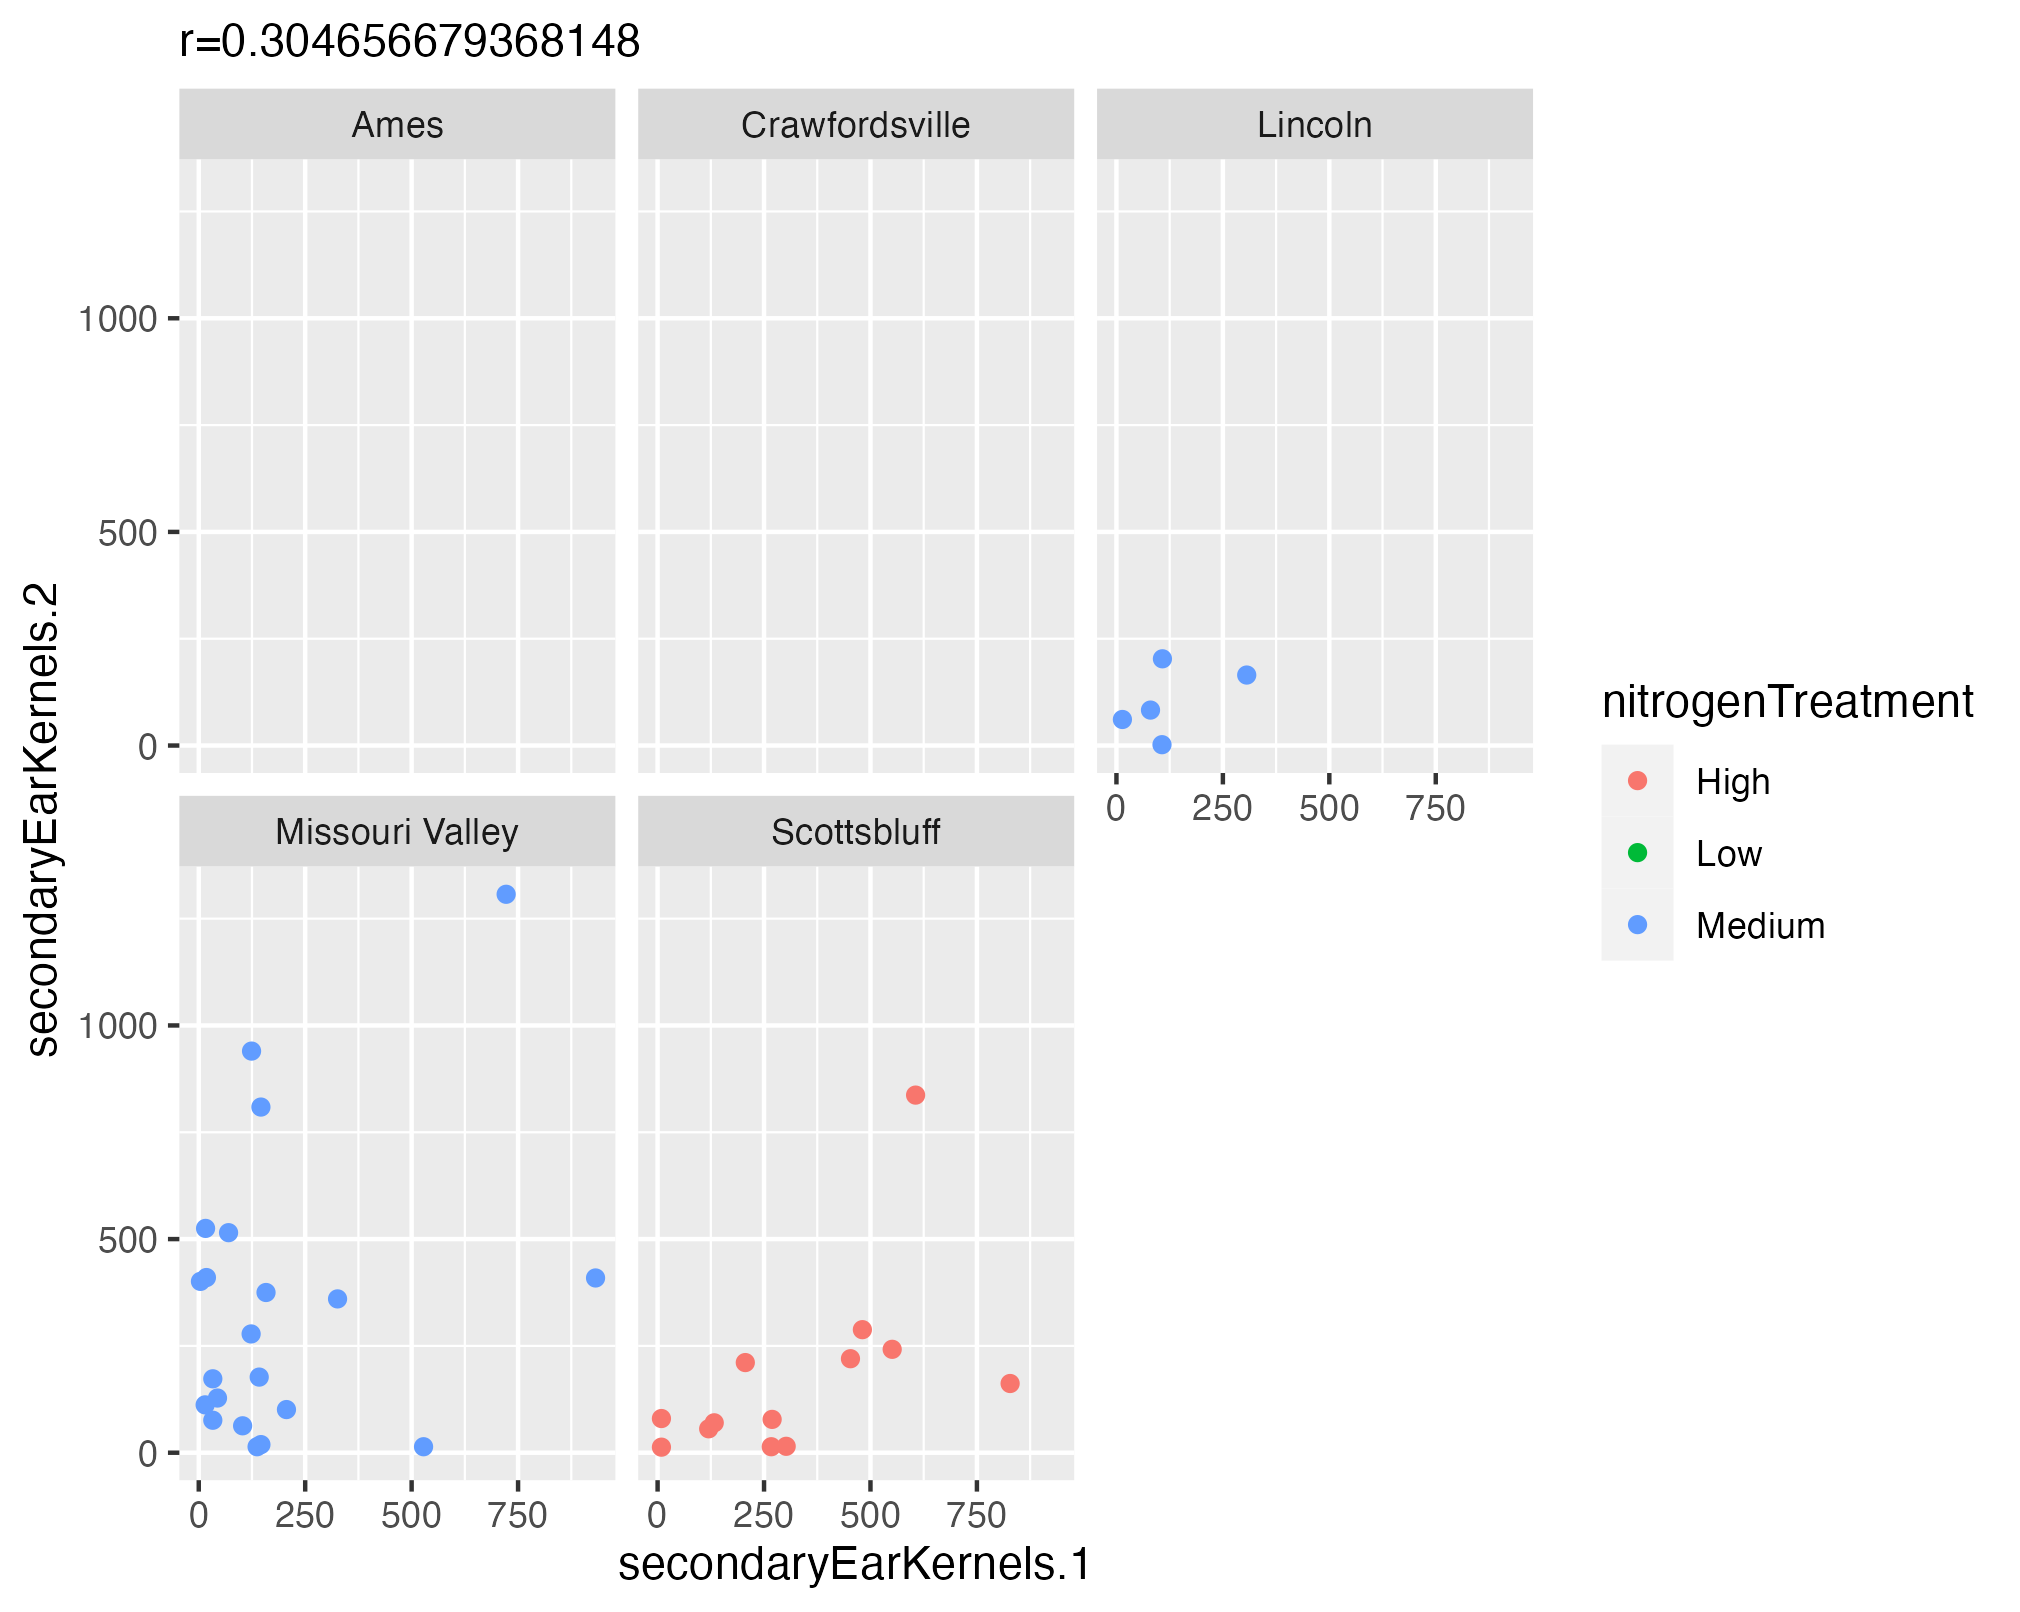 r=0.304656679368148
Ames
Crawfordsville
Lincoln
1000
500
0
0 250 500 750
Missouri Valley
Scottsbluff
1000
500
0
0 250 500 750
0 250 500 750
secondaryEarKernels.1
secondaryEarKernels.2
nitrogenTreatment
High
Low
Medium